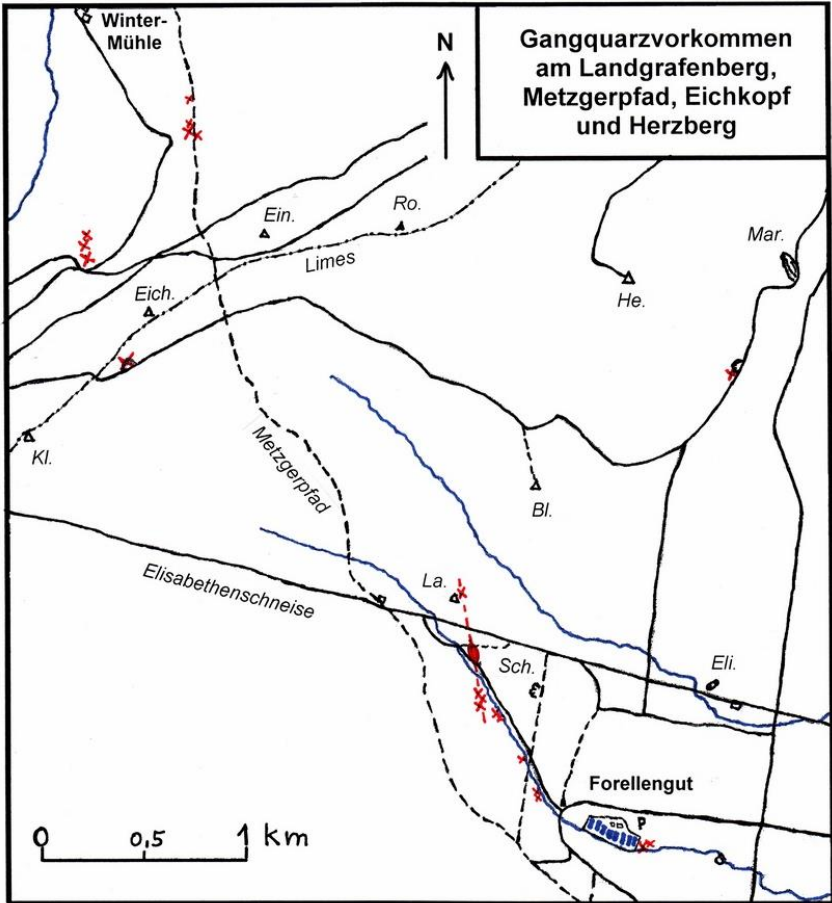 Winter-
Mühle
N
Gangquarzvorkommen
am Landgrafenberg,
Metzgerpfad, Eichkopf
und Herzberg
Ein.
Ro.
Mar.
Limes
Eich.
He.
Metzgerpfad
Kl.
Bl.
Elisabethenschneise
La.
Sch.
Eli.
Forellengut
P
0 0,5 1 km